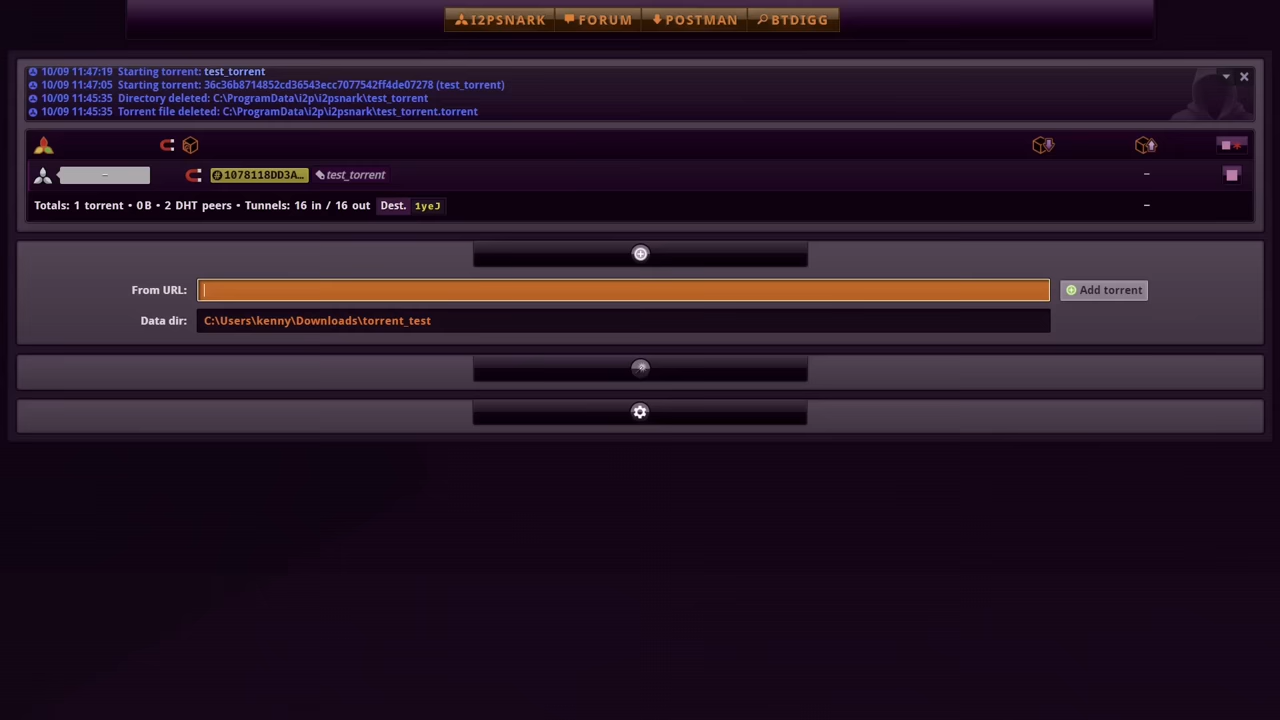 I2PSNARK FORUM POSTMAN BTDIGG
10/09 11:47:19 Starting torrent: test_torrent
10/09 11:47:05 Starting torrent: 36c36b8714852cd36543ecc7077542ff4de07278 (test_torrent)
10/09 11:45:35 Directory deleted: C:\ProgramData\i2p\i2psnark\test_torrent
10/09 11:45:35 Torrent file deleted: C:\ProgramData\i2p\i2psnark\test_torrent.torrent
– #1078118DD3A... test_torrent –
Totals: 1 torrent • 0B • 2 DHT peers • Tunnels: 16 in / 16 out Dest. 1yeJ –
From URL: Add torrent
Data dir: C:\Users\kenny\Downloads\torrent_test